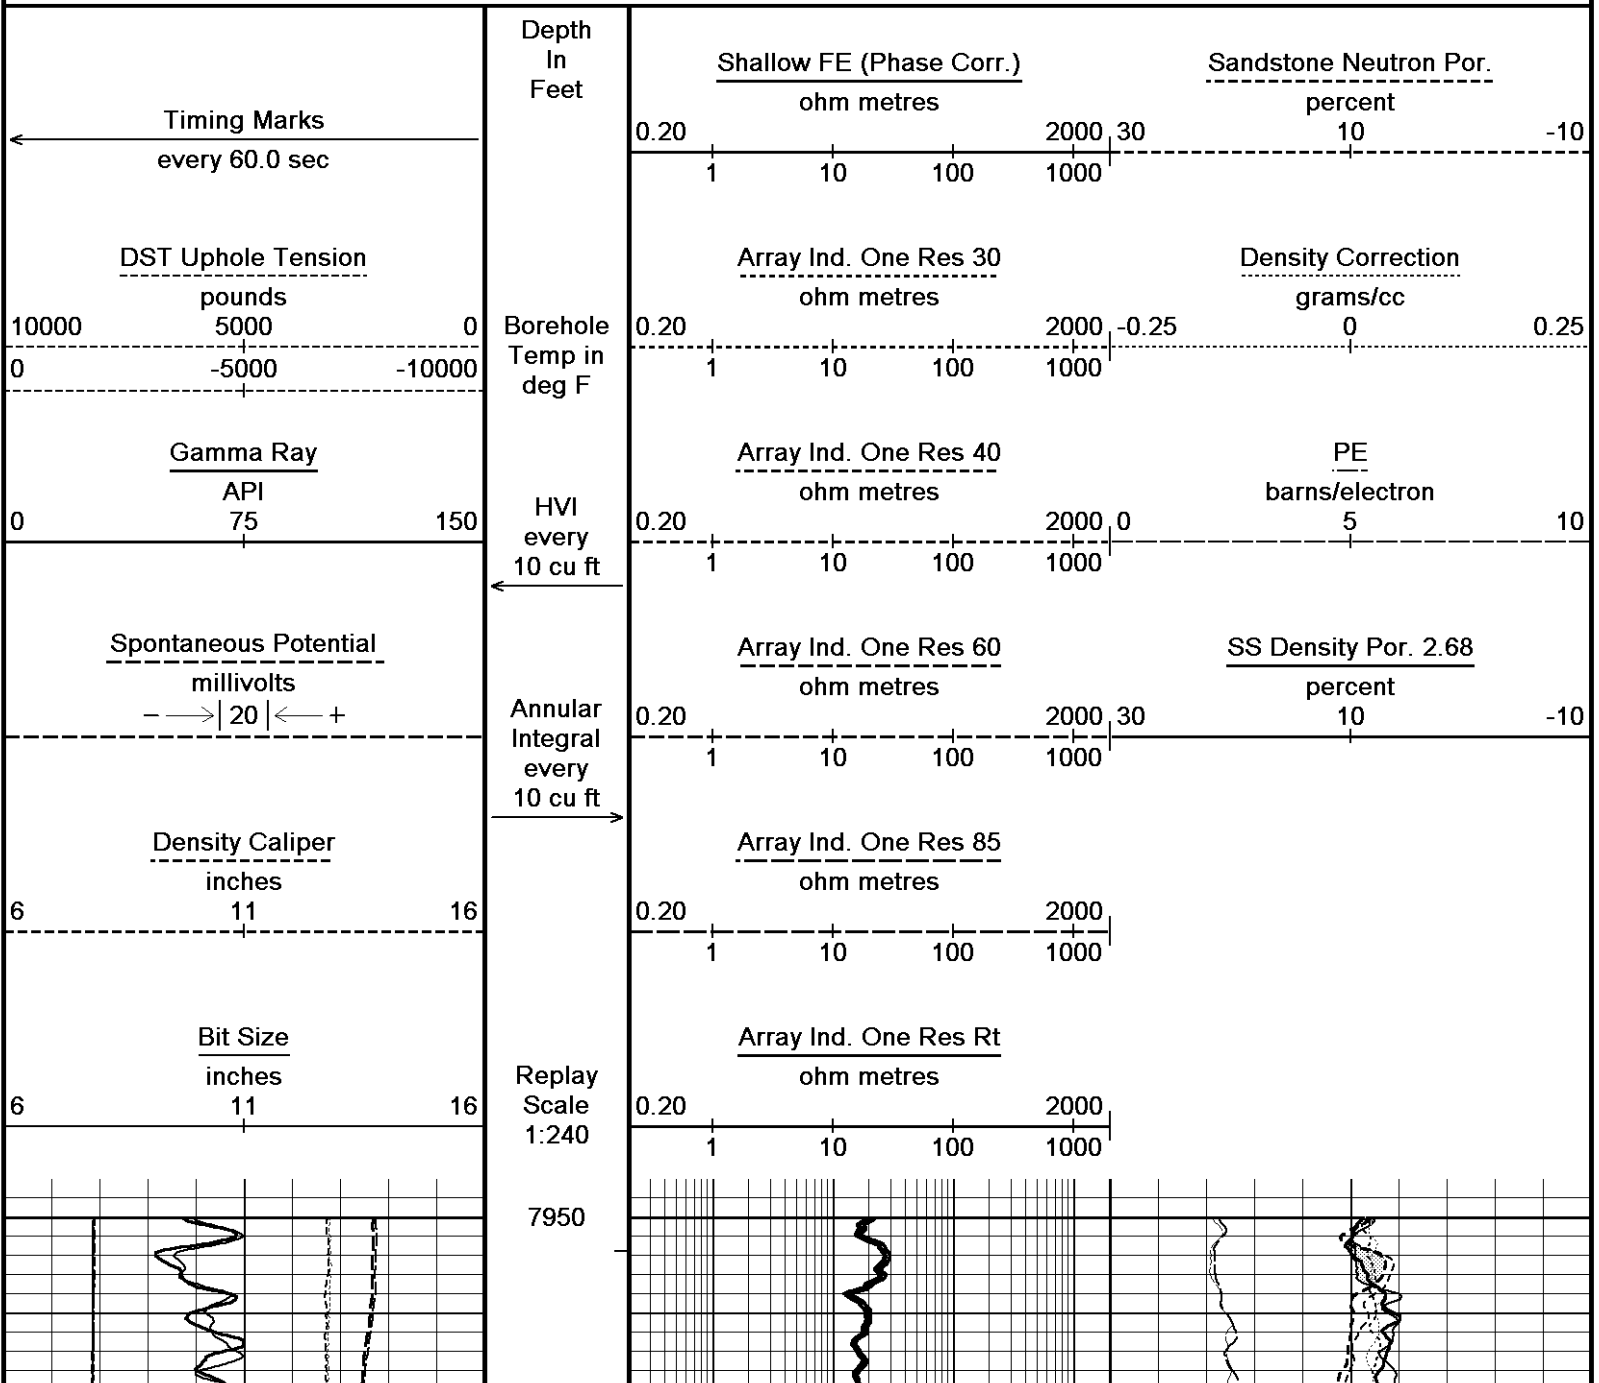 Timing Marks
every 60.0 sec
DST Uphole Tension
pounds
10000 5000 0
0 -5000 -10000
Gamma Ray
API
0 75 150
Spontaneous Potential
millivolts
− 20 +
Density Caliper
inches
6 11 16
Bit Size
inches
6 11 16
Depth
In
Feet
Borehole
Temp in
deg F
HVI
every
10 cu ft
Annular
Integral
every
10 cu ft
Replay
Scale
1:240
7950
Shallow FE (Phase Corr.)
ohm metres
0.20 2000
1 10 100 1000
Array Ind. One Res 30
ohm metres
0.20 2000
1 10 100 1000
Array Ind. One Res 40
ohm metres
0.20 2000
1 10 100 1000
Array Ind. One Res 60
ohm metres
0.20 2000
1 10 100 1000
Array Ind. One Res 85
ohm metres
0.20 2000
1 10 100 1000
Array Ind. One Res Rt
ohm metres
0.20 2000
1 10 100 1000
Sandstone Neutron Por.
percent
30 10 -10
Density Correction
grams/cc
-0.25 0 0.25
PE
barns/electron
0 5 10
SS Density Por. 2.68
percent
30 10 -10